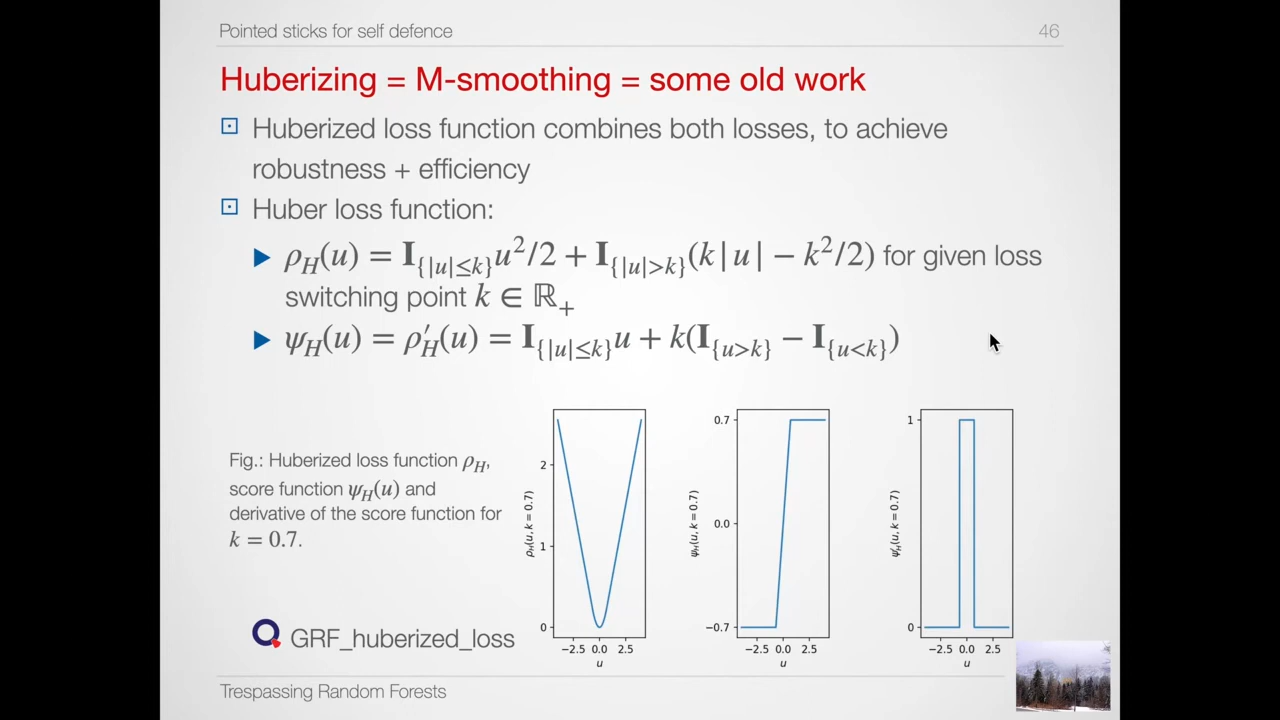 Pointed sticks for self defence 46
Huberizing = M-smoothing = some old work
Huberized loss function combines both losses, to achieve
robustness + efficiency
Huber loss function:
ρ_H(u) = I_{|u|≤k}u²/2 + I_{|u|>k}(k|u| − k²/2) for given loss
switching point k ∈ ℝ₊
ψ_H(u) = ρ′_H(u) = I_{|u|≤k}u + k(I_{u>k} − I_{u<k})
Fig.: Huberized loss function ρ_H,
score function ψ_H(u) and
derivative of the score function for
k = 0.7.
ρ_H(u, k = 0.7)
2
1
0
−2.5 0.0 2.5
u
ψ_H(u, k = 0.7)
0.7
0.0
−0.7
−2.5 0.0 2.5
u
ψ′_H(u, k = 0.7)
1
0
−2.5 0.0 2.5
u
GRF_huberized_loss
Trespassing Random Forests